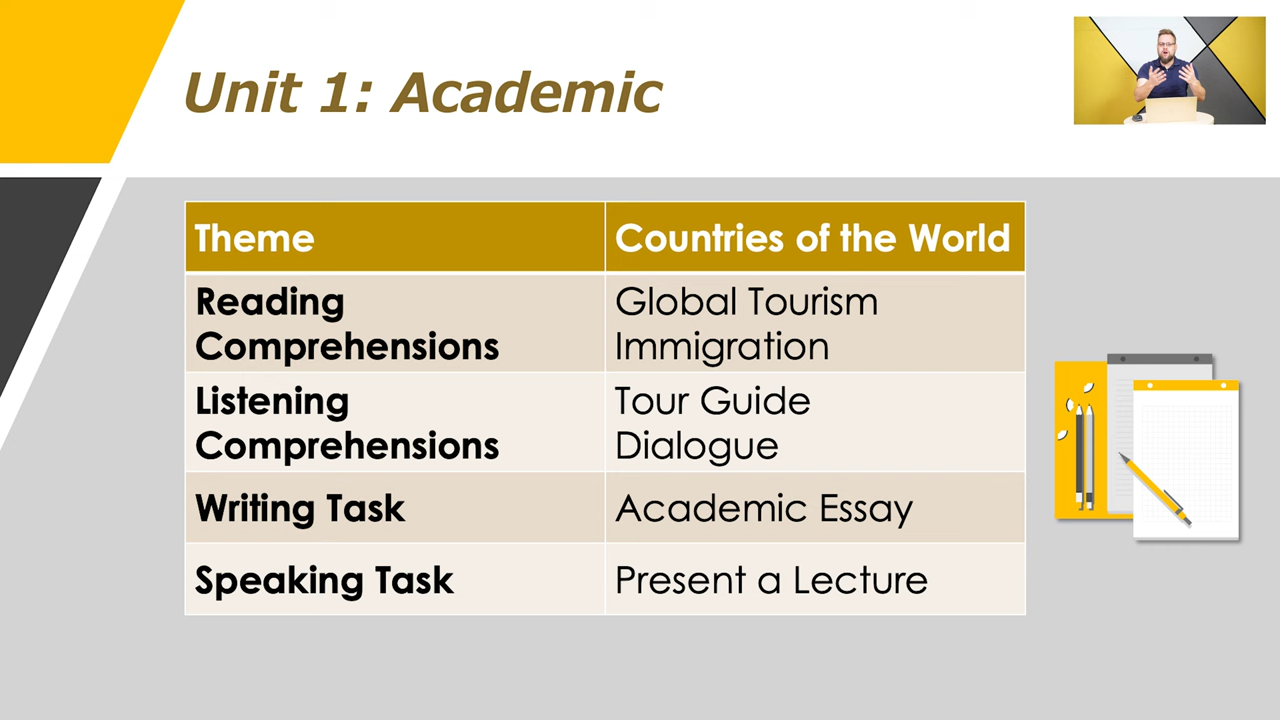 Unit 1: Academic
Theme
Countries of the World
Reading
Comprehensions
Global Tourism
Immigration
Listening
Comprehensions
Tour Guide
Dialogue
Writing Task
Academic Essay
Speaking Task
Present a Lecture